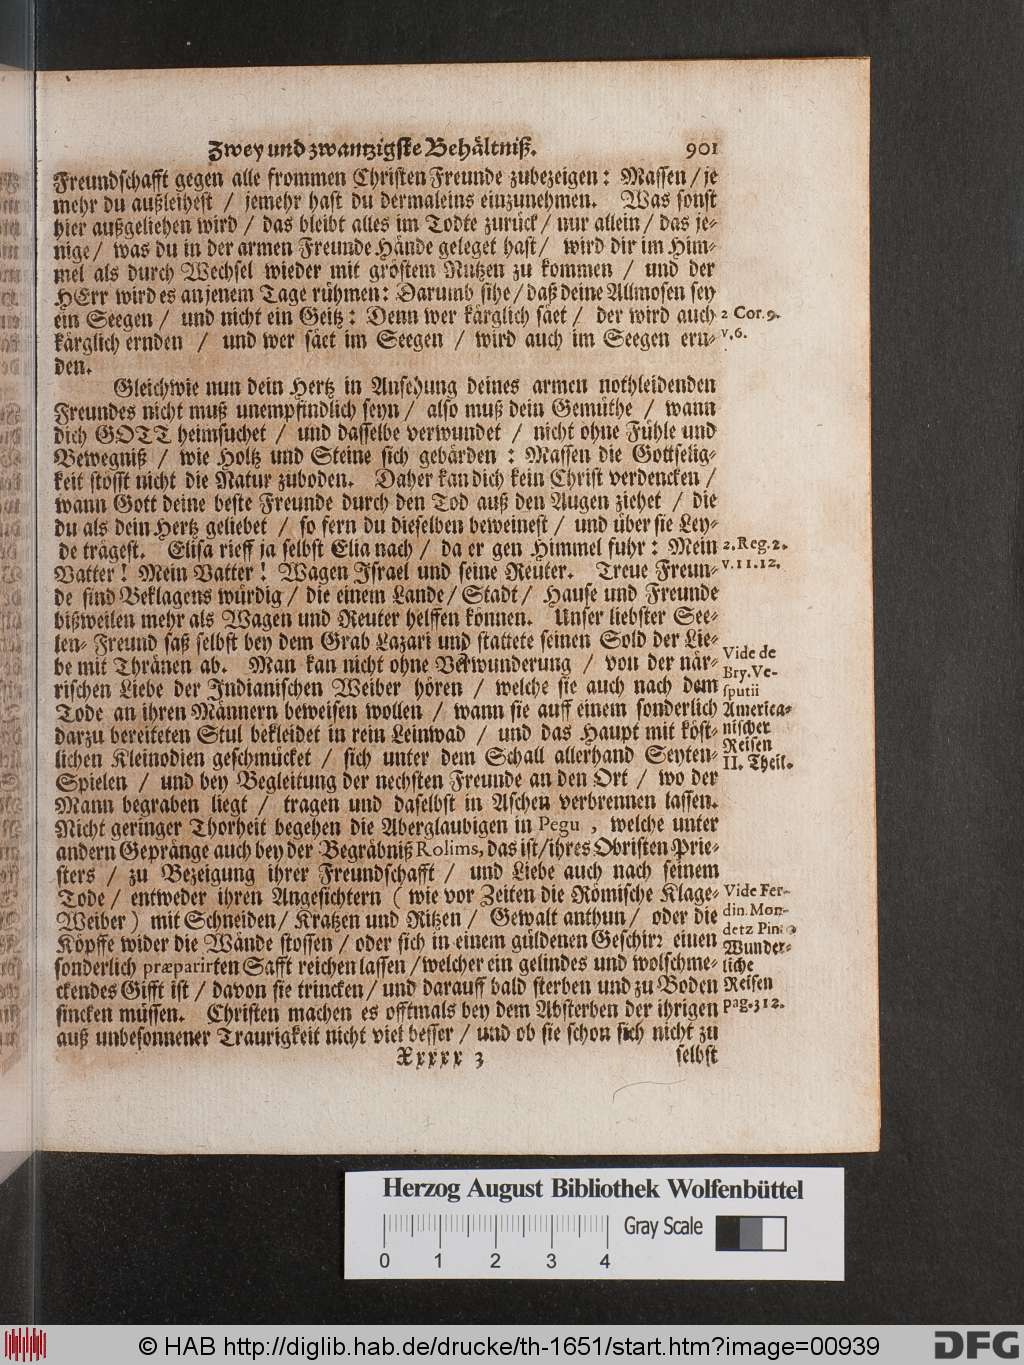 Zwey und zwantzigste Behältniß. 901
Freundschafft gegen alle frommen Christen Freunde zubezeigen: Massen / je
mehr du außleihest / jemehr hast du dermaleins einzunehmen. Was sonst
hier außgeliehen wird / das bleibt alles im Todte zurück / nur allein / das je-
nige / was du in der armen Freunde Hände geleget hast / wird dir im Him-
mel als durch Wechsel wieder mit gröstem Nutzen zu kommen / und der
HErr wird es an jenem Tage rühmen: Darumb sihe / daß deine Allmosen sey
ein Seegen / und nicht ein Geitz: Denn wer kärglich säet / der wird auch
kärglich ernden / und wer säet im Seegen / wird auch im Seegen ern-
den.
2 Cor. 9.
v. 6.
Gleichwie nun dein Hertz in Ansehung deines armen nothleidenden
Freundes nicht muß unempfindlich seyn / also muß dein Gemüthe / wann
dich GOTT heimsuchet / und dasselbe verwundet / nicht ohne Fühle und
Bewegniß / wie Holtz und Steine sich gebärden: Massen die Gottselig-
keit stösst nicht die Natur zuboden. Daher kan dich kein Christ verdencken /
wann Gott deine beste Freunde durch den Tod auß den Augen ziehet / die
du als dein Hertz geliebet / so fern du dieselben beweinest / und über sie Ley-
de trägest. Elisa rieff ja selbst Elia nach / da er gen Himmel fuhr: Mein
Vatter! Mein Vatter! Wagen Israel und seine Reuter. Treue Freun-
de sind Beklagens würdig / die einem Lande / Stadt / Hause und Freunde
bißweilen mehr als Wagen und Reuter helffen können. Unser liebster See-
len-Freund saß selbst bey dem Grab Lazari und stattete seinen Sold der Lie-
be mit Thränen ab. Man kan nicht ohne Verwunderung / von der när-
rischen Liebe der Indianischen Weiber hören / welche sie auch nach dem
Tode an ihren Männern beweisen wollen / wann sie auff einem sonderlich
darzu bereiteten Stul bekleidet in rein Leinwad / und das Haupt mit köst-
lichen Kleinodien geschmücket / sich unter dem Schall allerhand Seyten-
Spielen / und bey Begleitung der nechsten Freunde an den Ort / wo der
Mann begraben liegt / tragen und daselbst in Aschen verbrennen lassen.
Nicht geringer Thorheit begehen die Aberglaubigen in Pegu, welche unter
andern Gepränge auch bey der Begräbniß Rolims, das ist / ihres Obristen Prie-
sters / zu Bezeigung ihrer Freundschafft / und Liebe auch nach seinem
Tode / entweder ihren Angesichtern (wie vor Zeiten die Römische Klage-
Weiber) mit Schneiden / Kratzen und Ritzen / Gewalt anthun / oder die
Köpffe wider die Wände stossen / oder sich in einem güldenen Geschirr einen
sonderlich præparirten Safft reichen lassen / welcher ein gelindes und wolschme-
ckendes Gifft ist / davon sie trincken / und darauff bald sterben und zu Boden
sincken müssen. Christen machen es offtmals bey dem Absterben der ihrigen
auß unbesonnener Traurigkeit nicht viel besser / und ob sie schon sich nicht zu
2. Reg. 2.
v. 11. 12.
Vide de
Bry. Ve-
sputii
America-
nischer
Reisen
II. Theil.
Vide Fer-
din. Mon-
detz Pinto
Wunder-
liche
Reisen
pag. 312.
Xxxxx 3 selbst
Herzog August Bibliothek Wolfenbüttel
Gray Scale
0 1 2 3 4
© HAB http://diglib.hab.de/drucke/th-1651/start.htm?image=00939
DFG